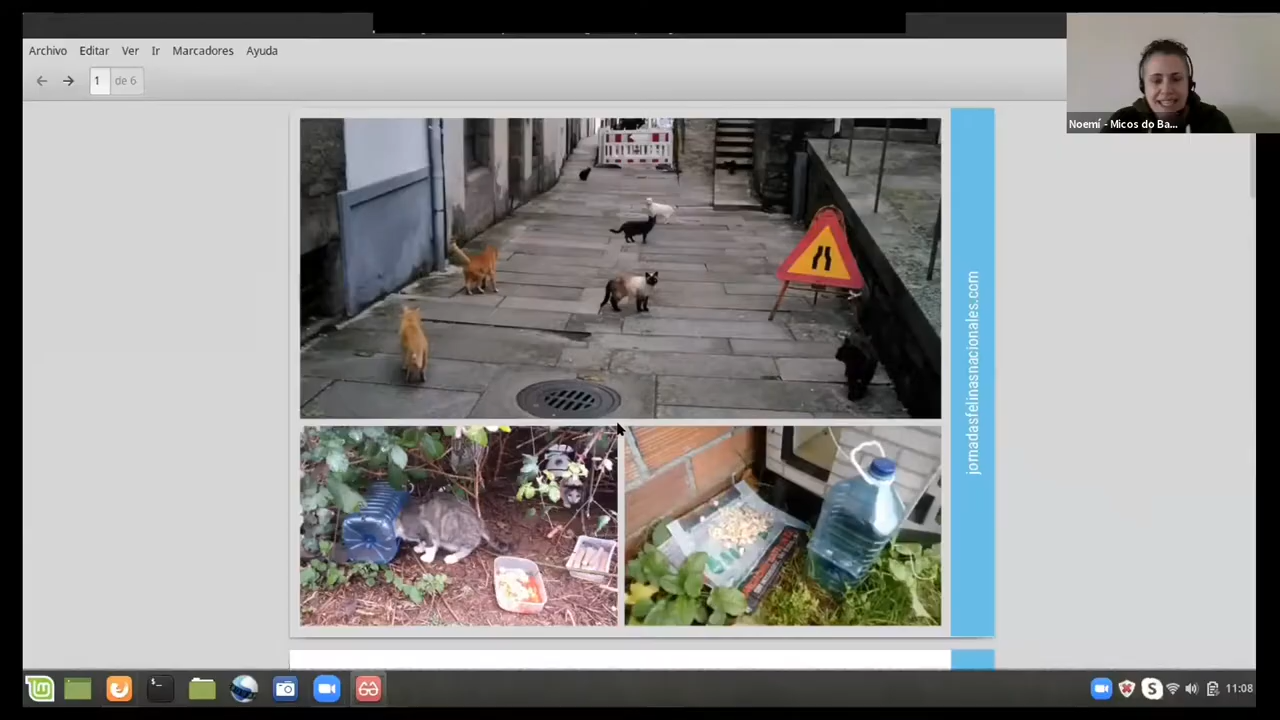 Archivo Editar Ver Ir Marcadores Ayuda
1 de 6
Noemí - Micos do Ba...
jornadasfelinasnacionales.com
11:08